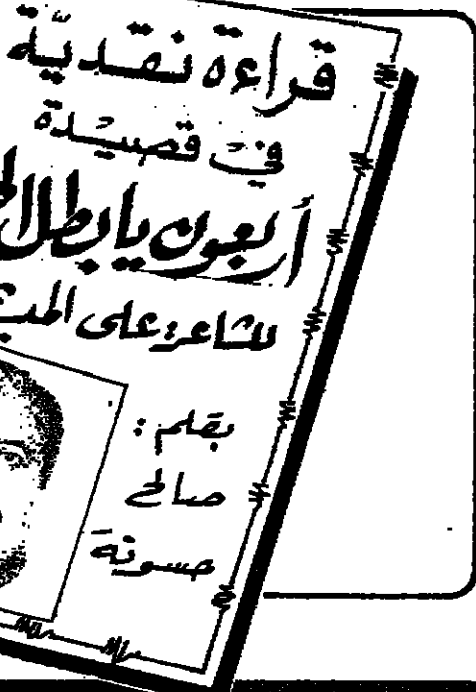 قراءة نقديّة
في قصيدة
أربعون يا بطل
للشاعر: على
بقلم:
صالح
حسونة